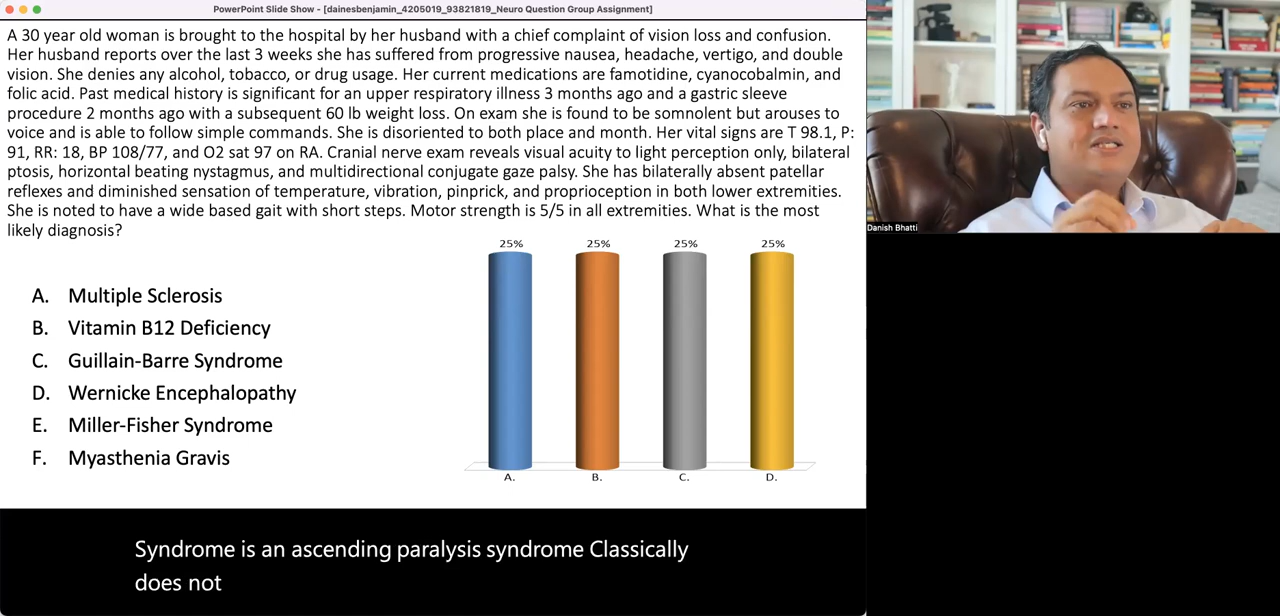 PowerPoint Slide Show - [dainesbenjamin_4205019_93821819_Neuro Question Group Assignment]
A 30 year old woman is brought to the hospital by her husband with a chief complaint of vision loss and confusion.
Her husband reports over the last 3 weeks she has suffered from progressive nausea, headache, vertigo, and double
vision. She denies any alcohol, tobacco, or drug usage. Her current medications are famotidine, cyanocobalmin, and
folic acid. Past medical history is significant for an upper respiratory illness 3 months ago and a gastric sleeve
procedure 2 months ago with a subsequent 60 lb weight loss. On exam she is found to be somnolent but arouses to
voice and is able to follow simple commands. She is disoriented to both place and month. Her vital signs are T 98.1, P:
91, RR: 18, BP 108/77, and O2 sat 97 on RA. Cranial nerve exam reveals visual acuity to light perception only, bilateral
ptosis, horizontal beating nystagmus, and multidirectional conjugate gaze palsy. She has bilaterally absent patellar
reflexes and diminished sensation of temperature, vibration, pinprick, and proprioception in both lower extremities.
She is noted to have a wide based gait with short steps. Motor strength is 5/5 in all extremities. What is the most
likely diagnosis?
A. Multiple Sclerosis
B. Vitamin B12 Deficiency
C. Guillain-Barre Syndrome
D. Wernicke Encephalopathy
E. Miller-Fisher Syndrome
F. Myasthenia Gravis
25% 25% 25% 25%
A. B. C. D.
Danish Bhatti
Syndrome is an ascending paralysis syndrome Classically
does not